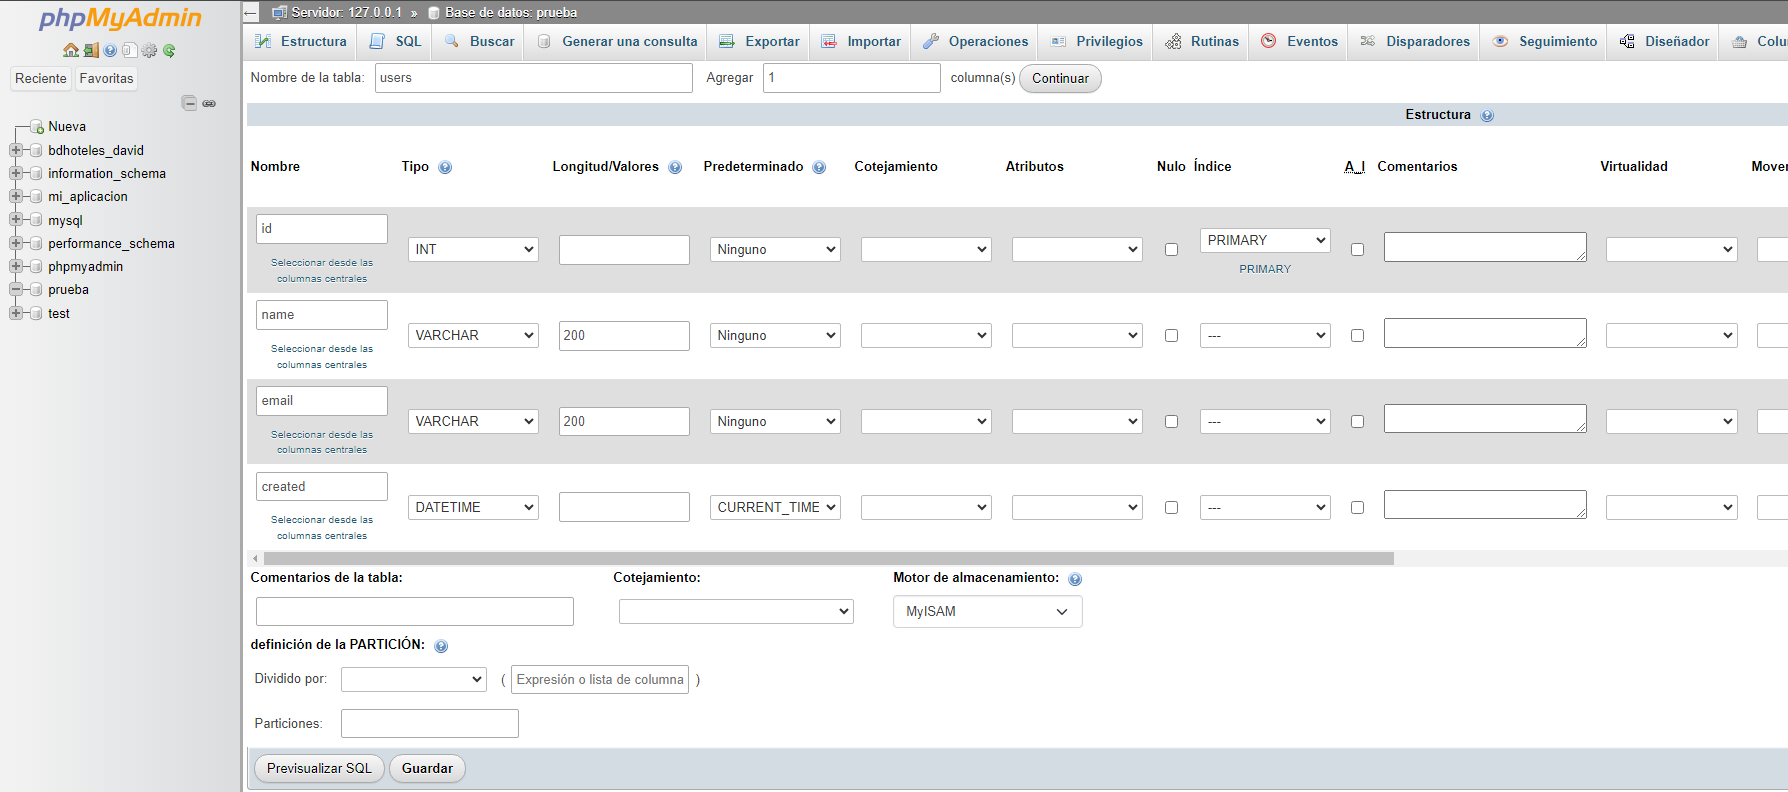 phpMyAdmin
Reciente Favoritas
Nueva
bdhoteles_david
information_schema
mi_aplicacion
mysql
performance_schema
phpmyadmin
prueba
test
Servidor: 127.0.0.1 » Base de datos: prueba
Estructura SQL Buscar Generar una consulta Exportar Importar Operaciones Privilegios Rutinas Eventos Disparadores Seguimiento Diseñador Colu
Nombre de la tabla: users Agregar 1 columna(s) Continuar
Estructura
Nombre Tipo Longitud/Valores Predeterminado Cotejamiento Atributos Nulo Índice A_I Comentarios Virtualidad Mover
id INT Ninguno PRIMARY
Seleccionar desde las columnas centrales PRIMARY
name VARCHAR 200 Ninguno ---
Seleccionar desde las columnas centrales
email VARCHAR 200 Ninguno ---
Seleccionar desde las columnas centrales
created DATETIME CURRENT_TIME ---
Seleccionar desde las columnas centrales
Comentarios de la tabla: Cotejamiento: Motor de almacenamiento:
MyISAM
definición de la PARTICIÓN:
Dividido por: ( Expresión o lista de columna )
Particiones:
Previsualizar SQL Guardar